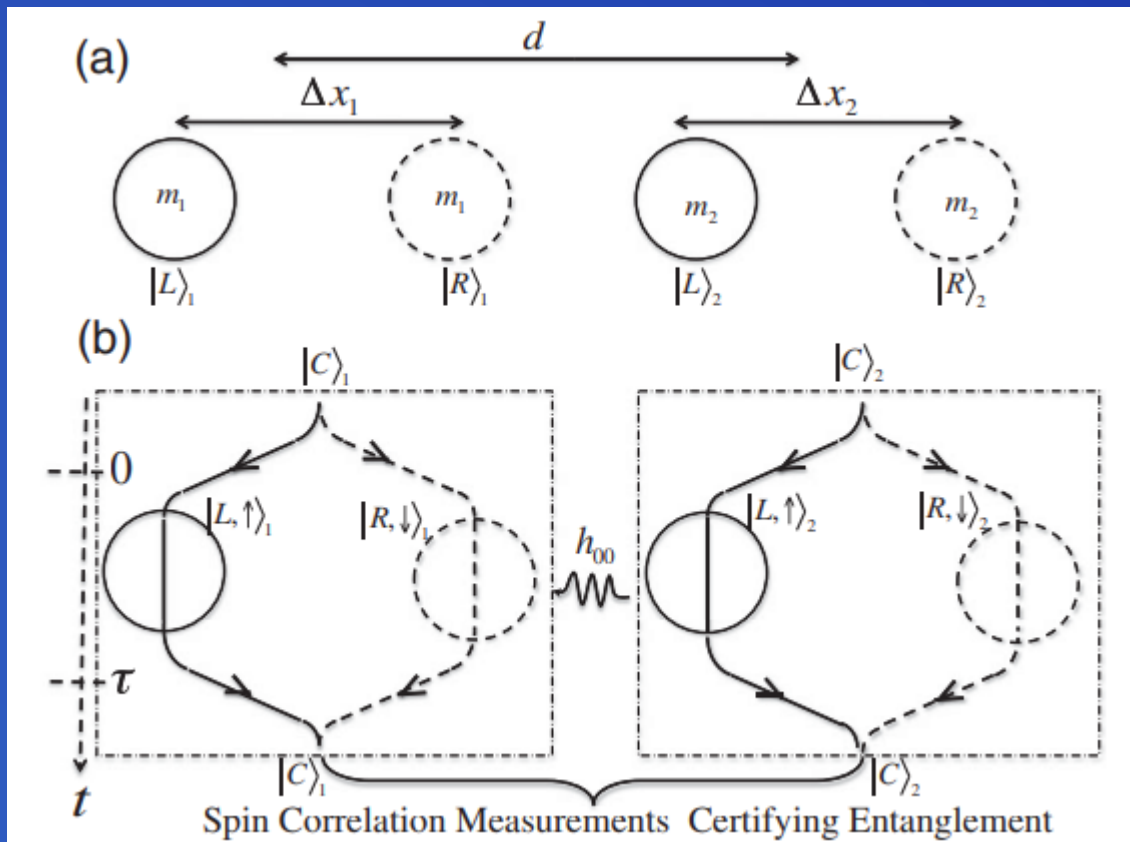 (a)
d
Δx₁ Δx₂
m₁ m₁ m₂ m₂
|L⟩₁ |R⟩₁ |L⟩₂ |R⟩₂
(b)
|C⟩₁ |C⟩₂
0
|L,↑⟩₁ |R,↓⟩₁ h₀₀ |L,↑⟩₂ |R,↓⟩₂
τ
|C⟩₁ |C⟩₂
t
Spin Correlation Measurements Certifying Entanglement